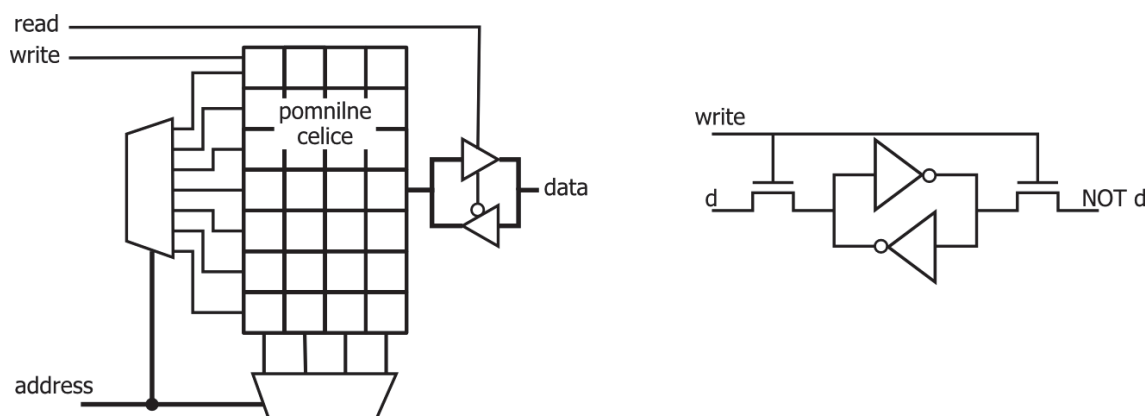 read
write
pomnilne
celice
data
address
write
d
NOT d